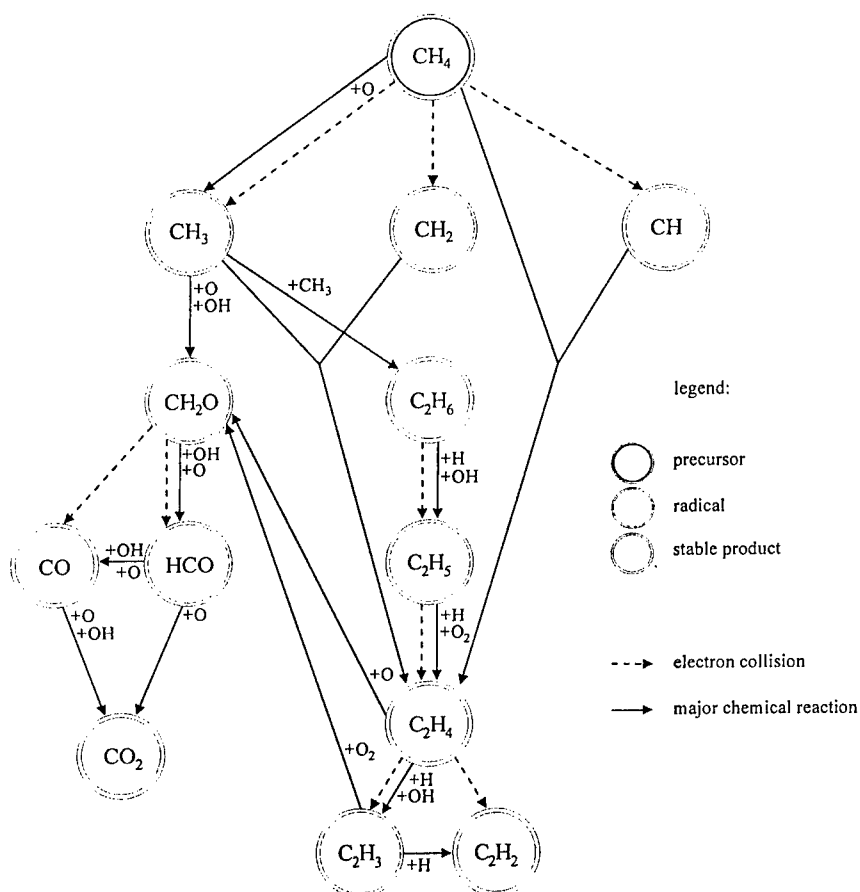 CH₄
+O
CH₃
CH₂
CH
+CH₃
+O
+OH
CH₂O
C₂H₆
legend:
+OH
+O
+H
+OH
precursor
radical
stable product
CO
+OH
+O
HCO
C₂H₅
+O
+OH
+O
+H
+O₂
electron collision
+O
major chemical reaction
C₂H₄
CO₂
+O₂
+H
+OH
C₂H₃
+H
C₂H₂